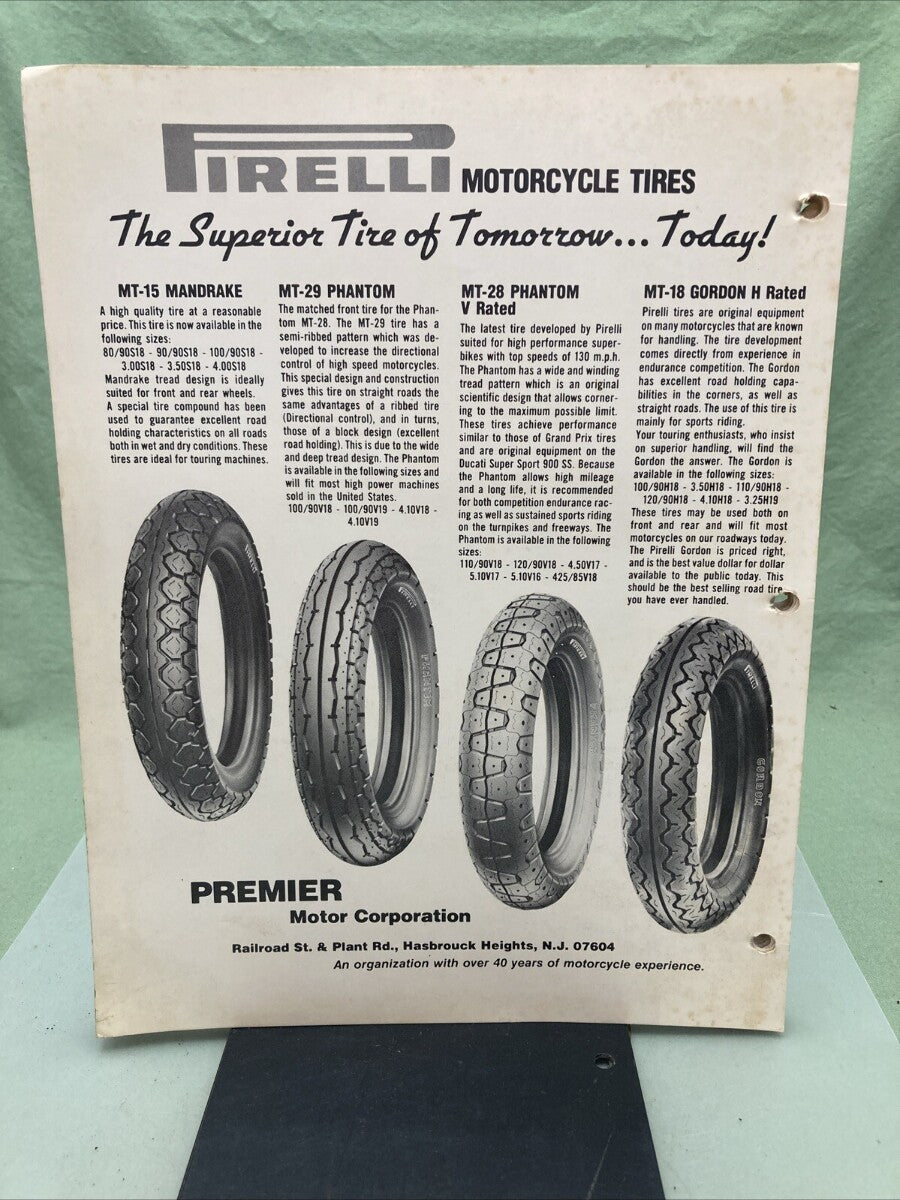 PIRELLI MOTORCYCLE TIRES
The Superior Tire of Tomorrow... Today!
MT-15 MANDRAKE
A high quality tire at a reasonable
price. This tire is now available in the
following sizes:
80/90S18 - 90/90S18 - 100/90S18 -
3.00S18 - 3.50S18 - 4.00S18
Mandrake tread design is ideally
suited for front and rear wheels.
A special tire compound has been
used to guarantee excellent road
holding characteristics on all roads
both in wet and dry conditions. These
tires are ideal for touring machines.
MT-29 PHANTOM
The matched front tire for the Phan-
tom MT-28. The MT-29 tire has a
semi-ribbed pattern which was de-
veloped to increase the directional
control of high speed motorcycles.
This special design and construction
gives this tire on straight roads the
same advantages of a ribbed tire
(Directional control), and in turns,
those of a block design (excellent
road holding). This is due to the wide
and deep tread design. The Phantom
is available in the following sizes and
will fit most high power machines
sold in the United States.
100/90V18 - 100/90V19 - 4.10V18 -
4.10V19
MT-28 PHANTOM
V Rated
The latest tire developed by Pirelli
suited for high performance super-
bikes with top speeds of 130 m.p.h.
The Phantom has a wide and winding
tread pattern which is an original
scientific design that allows corner-
ing to the maximum possible limit.
These tires achieve performance
similar to those of Grand Prix tires
and are original equipment on the
Ducati Super Sport 900 SS. Because
the Phantom allows high mileage
and a long life, it is recommended
for both competition endurance rac-
ing as well as sustained sports riding
on the turnpikes and freeways. The
Phantom is available in the following
sizes:
110/90V18 - 120/90V18 - 4.50V17 -
5.10V17 - 5.10V16 - 425/85V18
MT-18 GORDON H Rated
Pirelli tires are original equipment
on many motorcycles that are known
for handling. The tire development
comes directly from experience in
endurance competition. The Gordon
has excellent road holding capa-
bilities in the corners, as well as
straight roads. The use of this tire is
mainly for sports riding.
Your touring enthusiasts, who insist
on superior handling, will find the
Gordon the answer. The Gordon is
available in the following sizes:
100/90H18 - 3.50H18 - 110/90H18 -
120/90H18 - 4.10H18 - 3.25H19
These tires may be used both on
front and rear and will fit most
motorcycles on our roadways today.
The Pirelli Gordon is priced right,
and is the best value dollar for dollar
available to the public today. This
should be the best selling road tire
you have ever handled.
PIRELLI
PHANTOM
PIRELLI
PIRELLI
GORDON
PREMIER
Motor Corporation
Railroad St. & Plant Rd., Hasbrouck Heights, N.J. 07604
An organization with over 40 years of motorcycle experience.